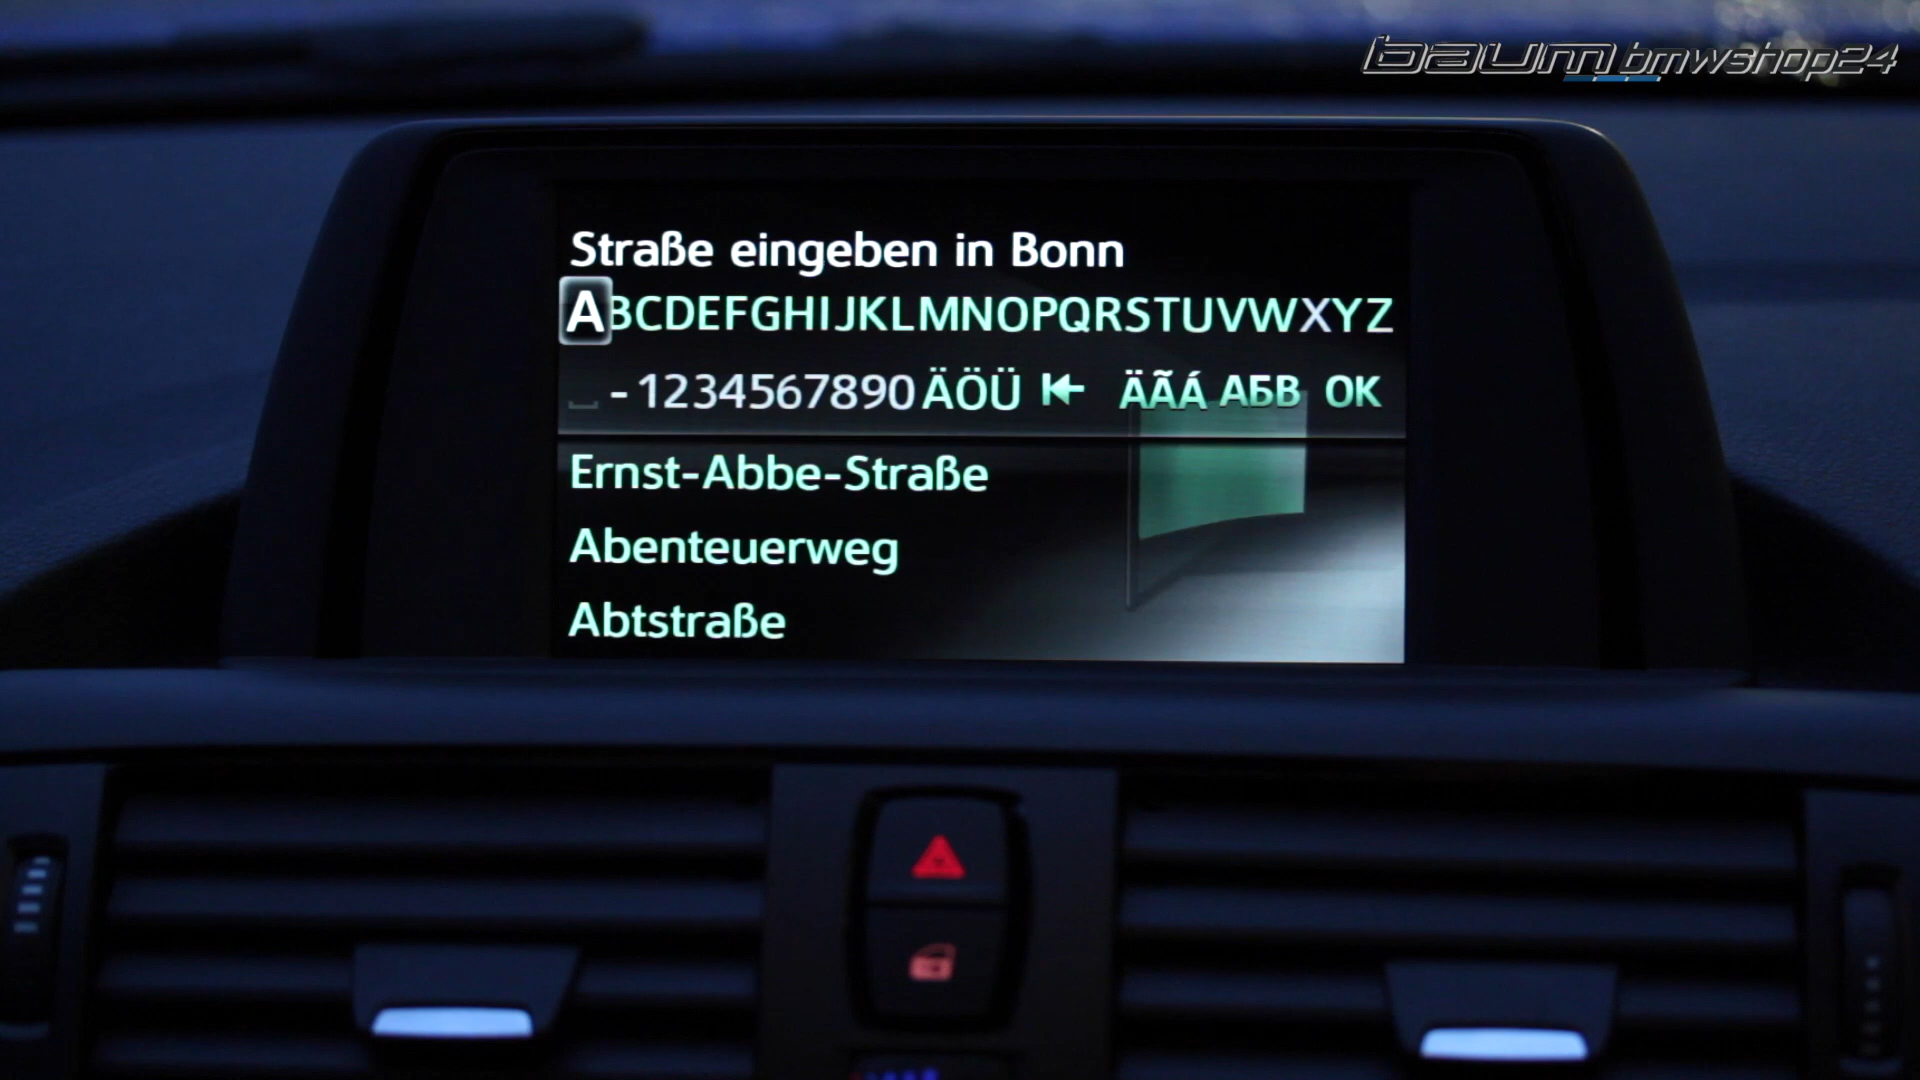 baum bmwshop24
Straße eingeben in Bonn
ABCDEFGHIJKLMNOPQRSTUVWXYZ
-1234567890ÄÖÜ ÄÃÁ АБВ OK
Ernst-Abbe-Straße
Abenteuerweg
Abtstraße